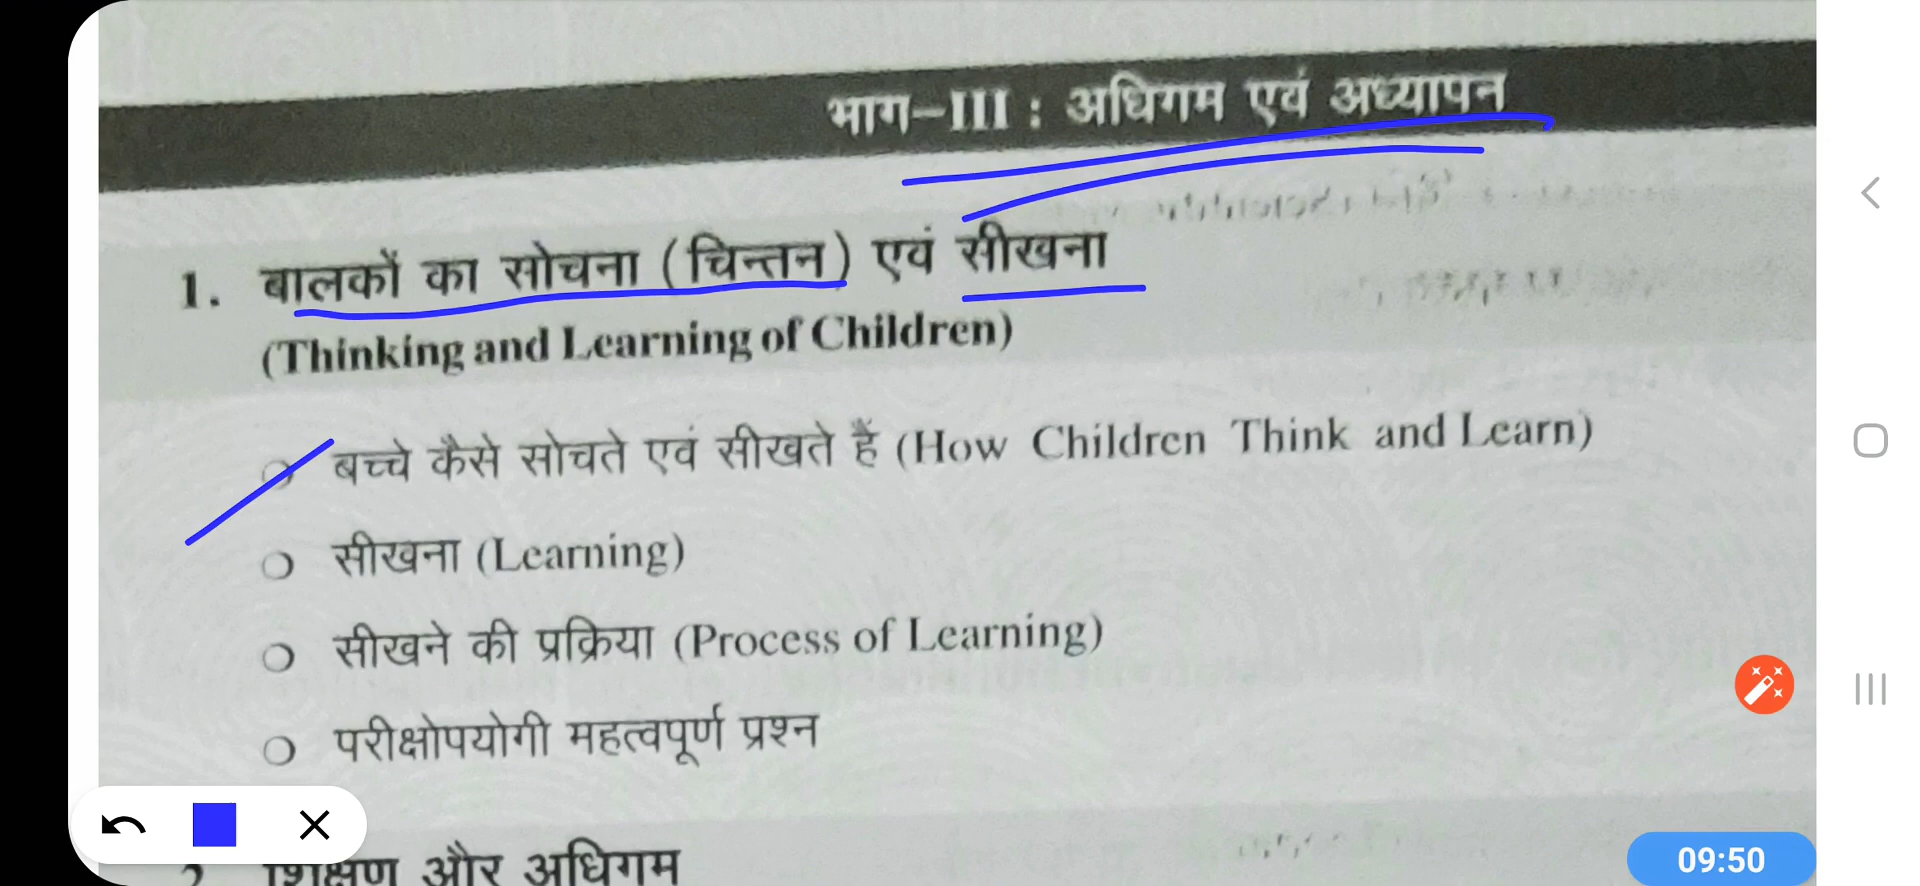 भाग–III : अधिगम एवं अध्यापन
1. बालकों का सोचना (चिन्तन) एवं सीखना
(Thinking and Learning of Children)
बच्चे कैसे सोचते एवं सीखते हैं (How Children Think and Learn)
सीखना (Learning)
सीखने की प्रक्रिया (Process of Learning)
परीक्षोपयोगी महत्वपूर्ण प्रश्न
2. शिक्षण और अधिगम
09:50